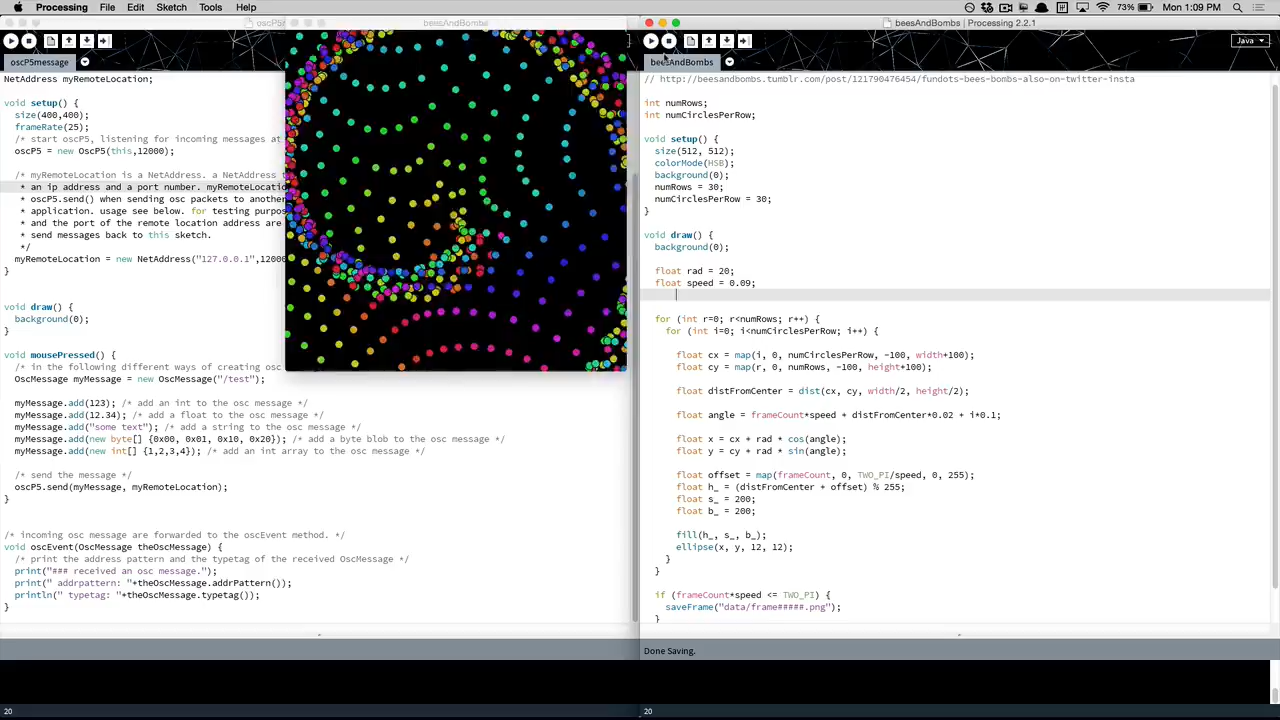 Processing File Edit Sketch Tools Help
73% Mon 1:09 PM
oscP5
beesAndBombs
beesAndBombs | Processing 2.2.1
Java
oscP5message
beesAndBombs
NetAddress myRemoteLocation;
void setup() {
size(400,400);
frameRate(25);
/* start oscP5, listening for incoming messages at
oscP5 = new OscP5(this,12000);
/* myRemoteLocation is a NetAddress. a NetAddress
* an ip address and a port number. myRemoteLocatio
* oscP5.send() when sending osc packets to another
* application. usage see below. for testing purpos
* and the port of the remote location address are
* send messages back to this sketch.
*/
myRemoteLocation = new NetAddress("127.0.0.1",12000
}
void draw() {
background(0);
}
void mousePressed() {
/* in the following different ways of creating osc
OscMessage myMessage = new OscMessage("/test");
myMessage.add(123); /* add an int to the osc message */
myMessage.add(12.34); /* add a float to the osc message */
myMessage.add("some text"); /* add a string to the osc message */
myMessage.add(new byte[] {0x00, 0x01, 0x10, 0x20}); /* add a byte blob to the osc message */
myMessage.add(new int[] {1,2,3,4}); /* add an int array to the osc message */
/* send the message */
oscP5.send(myMessage, myRemoteLocation);
}
/* incoming osc message are forwarded to the oscEvent method. */
void oscEvent(OscMessage theOscMessage) {
/* print the address pattern and the typetag of the received OscMessage */
print("### received an osc message.");
print(" addrpattern: "+theOscMessage.addrPattern());
println(" typetag: "+theOscMessage.typetag());
}
20
// http://beesandbombs.tumblr.com/post/121790476454/fundots-bees-bombs-also-on-twitter-insta
int numRows;
int numCirclesPerRow;
void setup() {
size(512, 512);
colorMode(HSB);
background(0);
numRows = 30;
numCirclesPerRow = 30;
}
void draw() {
background(0);
float rad = 20;
float speed = 0.09;
for (int r=0; r<numRows; r++) {
for (int i=0; i<numCirclesPerRow; i++) {
float cx = map(i, 0, numCirclesPerRow, -100, width+100);
float cy = map(r, 0, numRows, -100, height+100);
float distFromCenter = dist(cx, cy, width/2, height/2);
float angle = frameCount*speed + distFromCenter*0.02 + i*0.1;
float x = cx + rad * cos(angle);
float y = cy + rad * sin(angle);
float offset = map(frameCount, 0, TWO_PI/speed, 0, 255);
float h_ = (distFromCenter + offset) % 255;
float s_ = 200;
float b_ = 200;
fill(h_, s_, b_);
ellipse(x, y, 12, 12);
}
}
if (frameCount*speed <= TWO_PI) {
saveFrame("data/frame#####.png");
}
Done Saving.
20